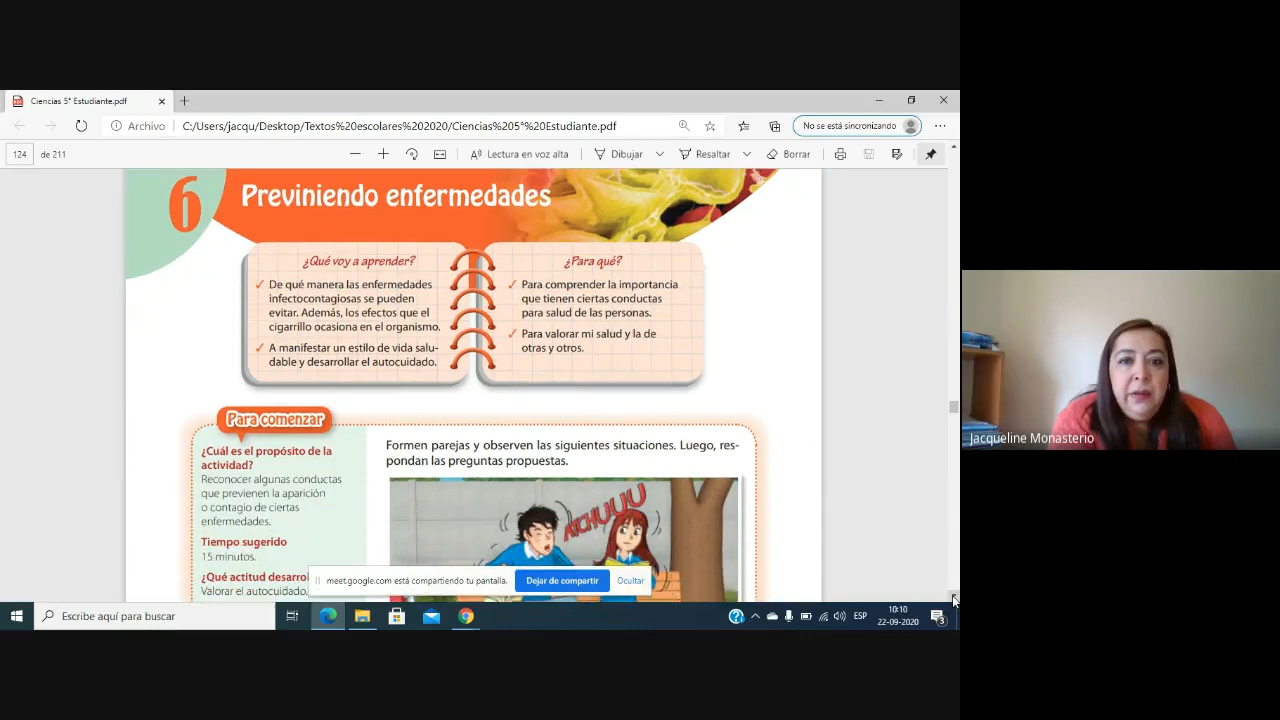 Ciencias 5° Estudiante.pdf
Archivo
C:/Users/jacqu/Desktop/Textos%20escolares%202020/Ciencias%205°%20Estudiante.pdf
No se está sincronizando
124 de 211
Lectura en voz alta
Dibujar
Resaltar
Borrar
6
Previniendo enfermedades
¿Qué voy a aprender?
De qué manera las enfermedades
infectocontagiosas se pueden
evitar. Además, los efectos que el
cigarrillo ocasiona en el organismo.
A manifestar un estilo de vida salu-
dable y desarrollar el autocuidado.
¿Para qué?
Para comprender la importancia
que tienen ciertas conductas
para salud de las personas.
Para valorar mi salud y la de
otras y otros.
Para comenzar
¿Cuál es el propósito de la
actividad?
Reconocer algunas conductas
que previenen la aparición
o contagio de ciertas
enfermedades.
Tiempo sugerido
15 minutos.
¿Qué actitud desarrol
Valorar el autocuidado.
Formen parejas y observen las siguientes situaciones. Luego, res-
pondan las preguntas propuestas.
ATCHUUU
meet.google.com está compartiendo tu pantalla.
Dejar de compartir
Ocultar
Jacqueline Monasterio
Escribe aquí para buscar
ESP
10:10
22-09-2020
3